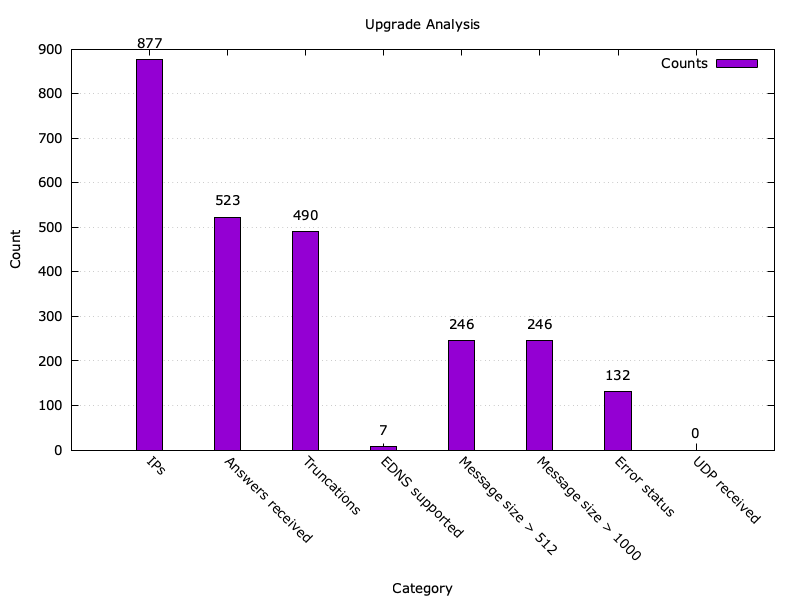 Upgrade Analysis
Counts
Count
900
800
700
600
500
400
300
200
100
0
877
523
490
7
246
246
132
0
IPs
Answers received
Truncations
EDNS supported
Message size > 512
Message size > 1000
Error status
UDP received
Category